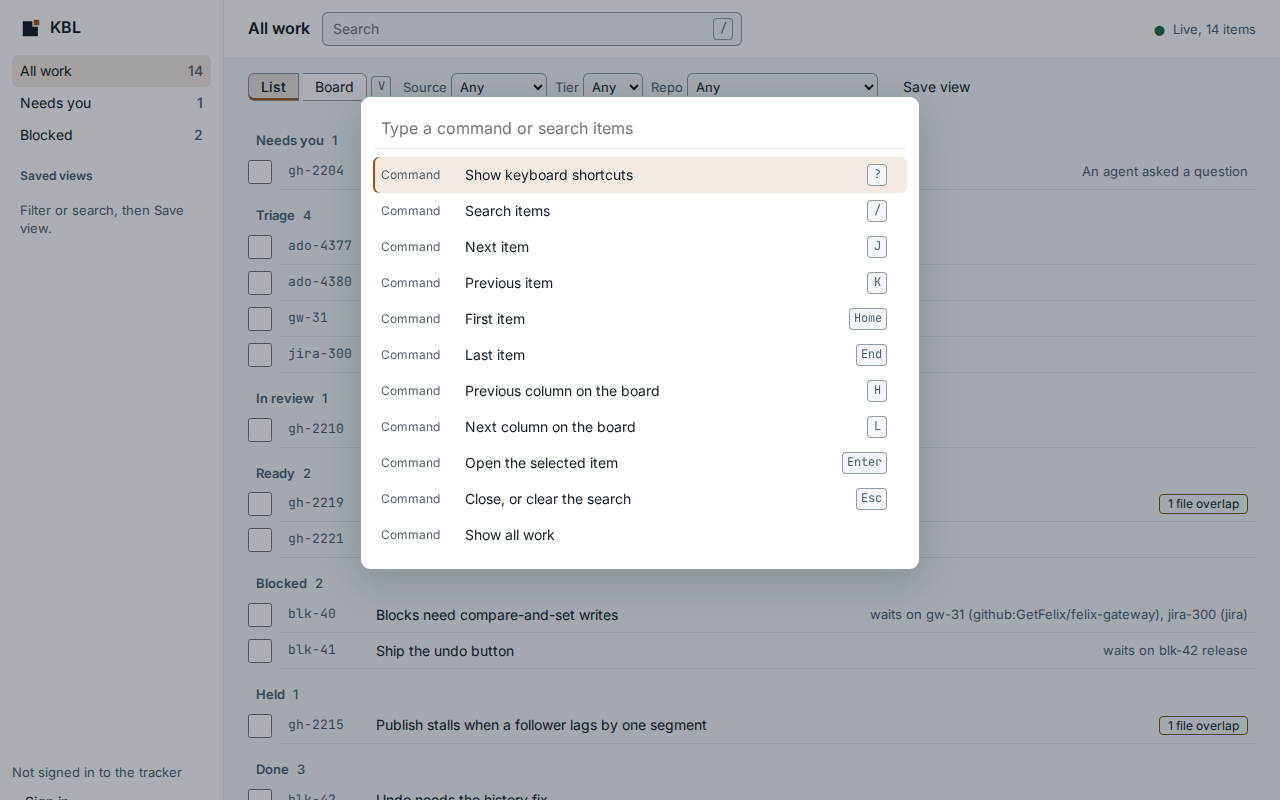 KBL
All work 14
Needs you 1
Blocked 2
Saved views
Filter or search, then Save
view.
Not signed in to the tracker
Sign in
All work
Search /
Live, 14 items
List Board V Source Any Tier Any Repo Any Save view
Needs you 1
gh-2204 An agent asked a question
Triage 4
ado-4377
ado-4380
gw-31
jira-300
In review 1
gh-2210
Ready 2
gh-2219 1 file overlap
gh-2221
Blocked 2
blk-40 Blocks need compare-and-set writes waits on gw-31 (github:GetFelix/felix-gateway), jira-300 (jira)
blk-41 Ship the undo button waits on blk-42 release
Held 1
gh-2215 Publish stalls when a follower lags by one segment 1 file overlap
Done 3
blk-42 Undo needs the history fix
Type a command or search items
Command Show keyboard shortcuts ?
Command Search items /
Command Next item J
Command Previous item K
Command First item Home
Command Last item End
Command Previous column on the board H
Command Next column on the board L
Command Open the selected item Enter
Command Close, or clear the search Esc
Command Show all work